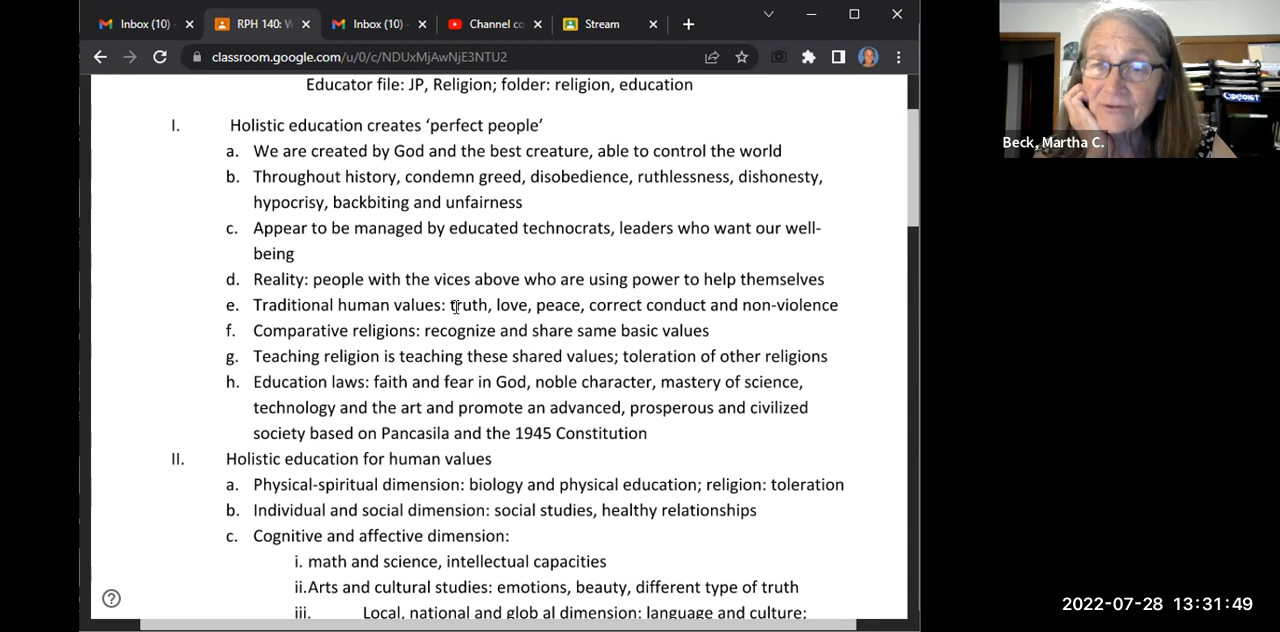 Inbox (10)
RPH 140: W
Inbox (10)
Channel co
Stream
classroom.google.com/u/0/c/NDUxMjAwNjE3NTU2
Educator file: JP, Religion; folder: religion, education
I. Holistic education creates ‘perfect people’
a. We are created by God and the best creature, able to control the world
b. Throughout history, condemn greed, disobedience, ruthlessness, dishonesty,
hypocrisy, backbiting and unfairness
c. Appear to be managed by educated technocrats, leaders who want our well-
being
d. Reality: people with the vices above who are using power to help themselves
e. Traditional human values: truth, love, peace, correct conduct and non-violence
f. Comparative religions: recognize and share same basic values
g. Teaching religion is teaching these shared values; toleration of other religions
h. Education laws: faith and fear in God, noble character, mastery of science,
technology and the art and promote an advanced, prosperous and civilized
society based on Pancasila and the 1945 Constitution
II. Holistic education for human values
a. Physical-spiritual dimension: biology and physical education; religion: toleration
b. Individual and social dimension: social studies, healthy relationships
c. Cognitive and affective dimension:
i. math and science, intellectual capacities
ii.Arts and cultural studies: emotions, beauty, different type of truth
iii. Local, national and glob al dimension: language and culture:
Beck, Martha C.
2022-07-28 13:31:49